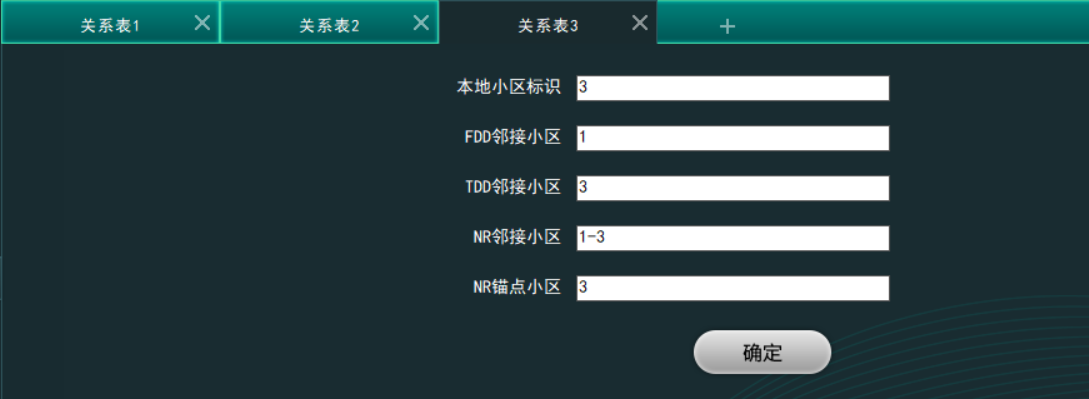 关系表1
关系表2
关系表3
本地小区标识 3
FDD邻接小区 1
TDD邻接小区 3
NR邻接小区 1-3
NR锚点小区 3
确定